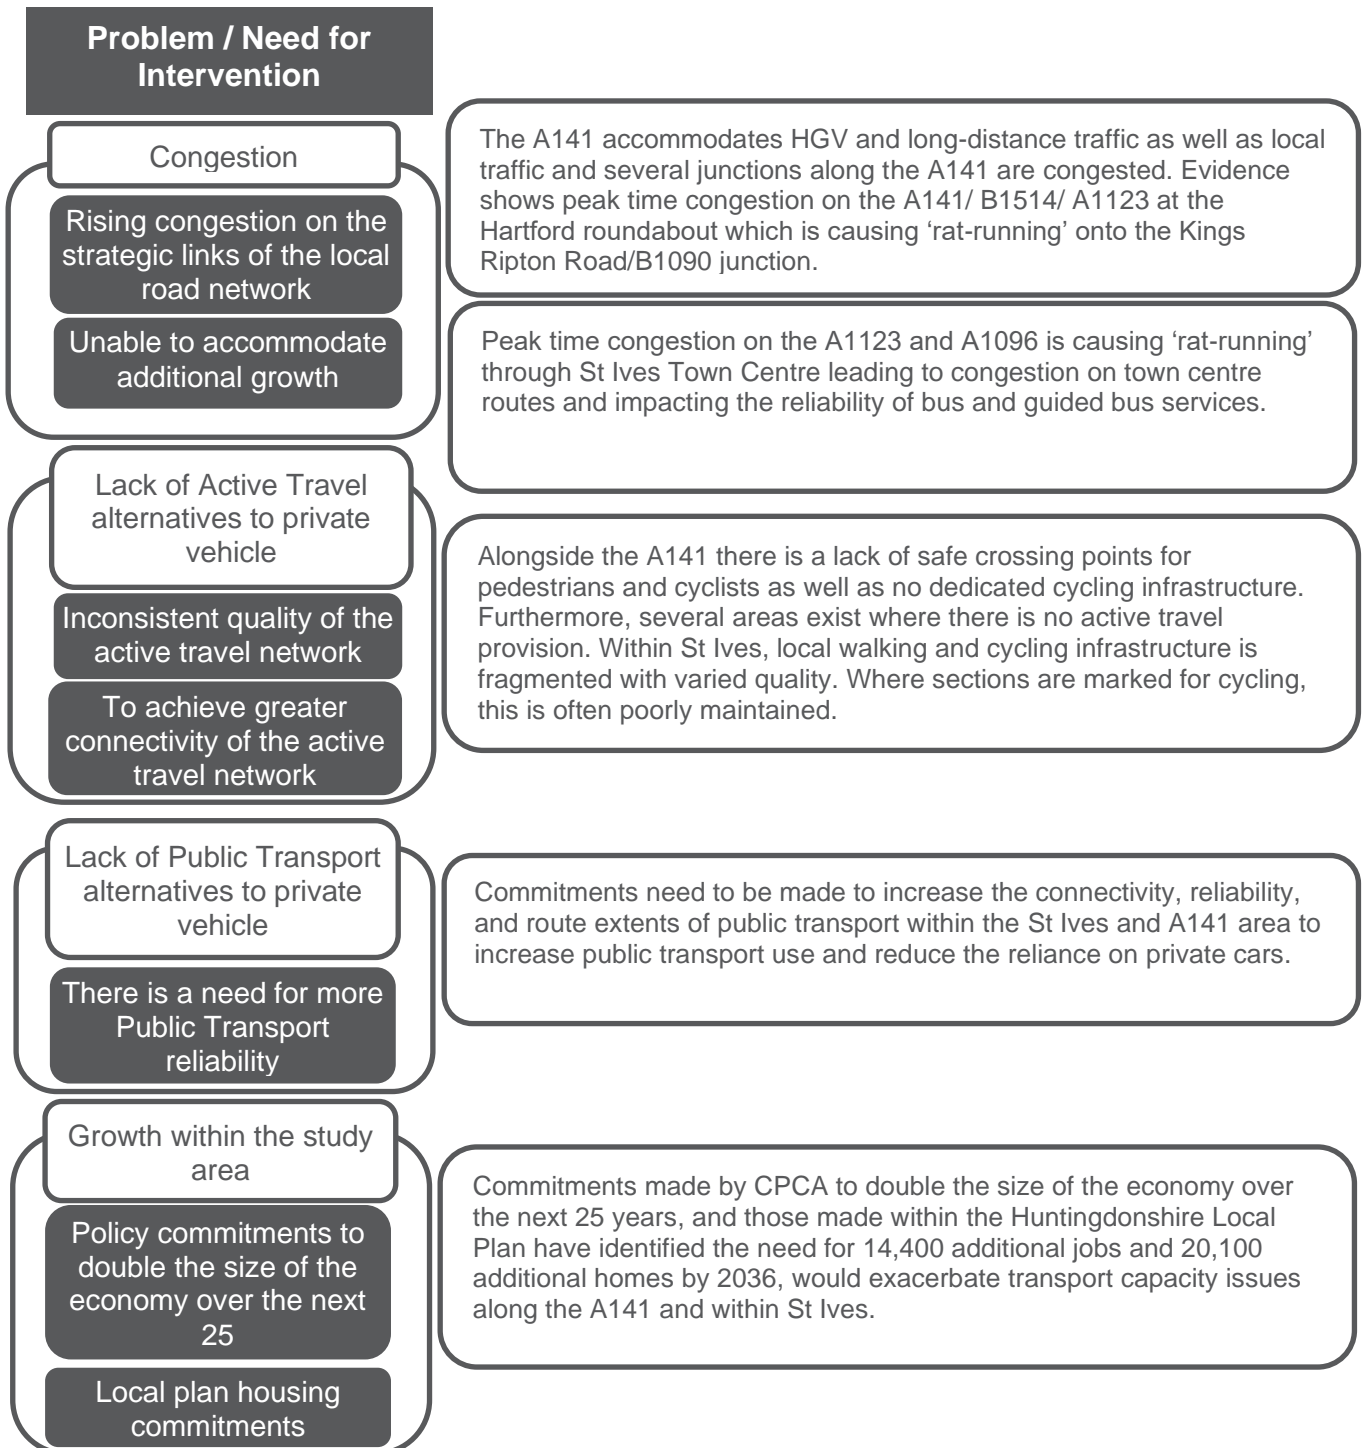 Problem / Need for
Intervention
Congestion
Rising congestion on the
strategic links of the local
road network
Unable to accommodate
additional growth
The A141 accommodates HGV and long-distance traffic as well as local
traffic and several junctions along the A141 are congested. Evidence
shows peak time congestion on the A141/ B1514/ A1123 at the
Hartford roundabout which is causing ‘rat-running’ onto the Kings
Ripton Road/B1090 junction.
Peak time congestion on the A1123 and A1096 is causing ‘rat-running’
through St Ives Town Centre leading to congestion on town centre
routes and impacting the reliability of bus and guided bus services.
Lack of Active Travel
alternatives to private
vehicle
Inconsistent quality of the
active travel network
To achieve greater
connectivity of the active
travel network
Alongside the A141 there is a lack of safe crossing points for
pedestrians and cyclists as well as no dedicated cycling infrastructure.
Furthermore, several areas exist where there is no active travel
provision. Within St Ives, local walking and cycling infrastructure is
fragmented with varied quality. Where sections are marked for cycling,
this is often poorly maintained.
Lack of Public Transport
alternatives to private
vehicle
There is a need for more
Public Transport
reliability
Commitments need to be made to increase the connectivity, reliability,
and route extents of public transport within the St Ives and A141 area to
increase public transport use and reduce the reliance on private cars.
Growth within the study
area
Policy commitments to
double the size of the
economy over the next
25
Local plan housing
commitments
Commitments made by CPCA to double the size of the economy over
the next 25 years, and those made within the Huntingdonshire Local
Plan have identified the need for 14,400 additional jobs and 20,100
additional homes by 2036, would exacerbate transport capacity issues
along the A141 and within St Ives.